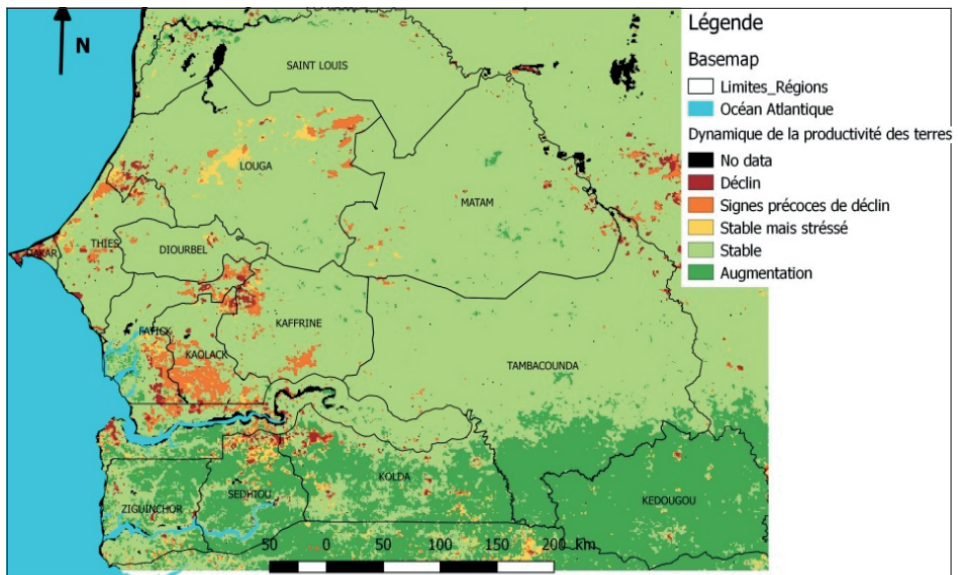 Légende
Basemap
Limites_Régions
Océan Atlantique
Dynamique de la productivité des terres
No data
Déclin
Signes précoces de déclin
Stable mais stréssé
Stable
Augmentation
N
SAINT LOUIS
LOUGA
MATAM
THIES
DAKAR
DIOURBEL
FATICK
KAOLACK
KAFFRINE
TAMBACOUNDA
KOLDA
SEDHIOU
ZIGUINCHOR
KEDOUGOU
50 0 50 100 150 200 km